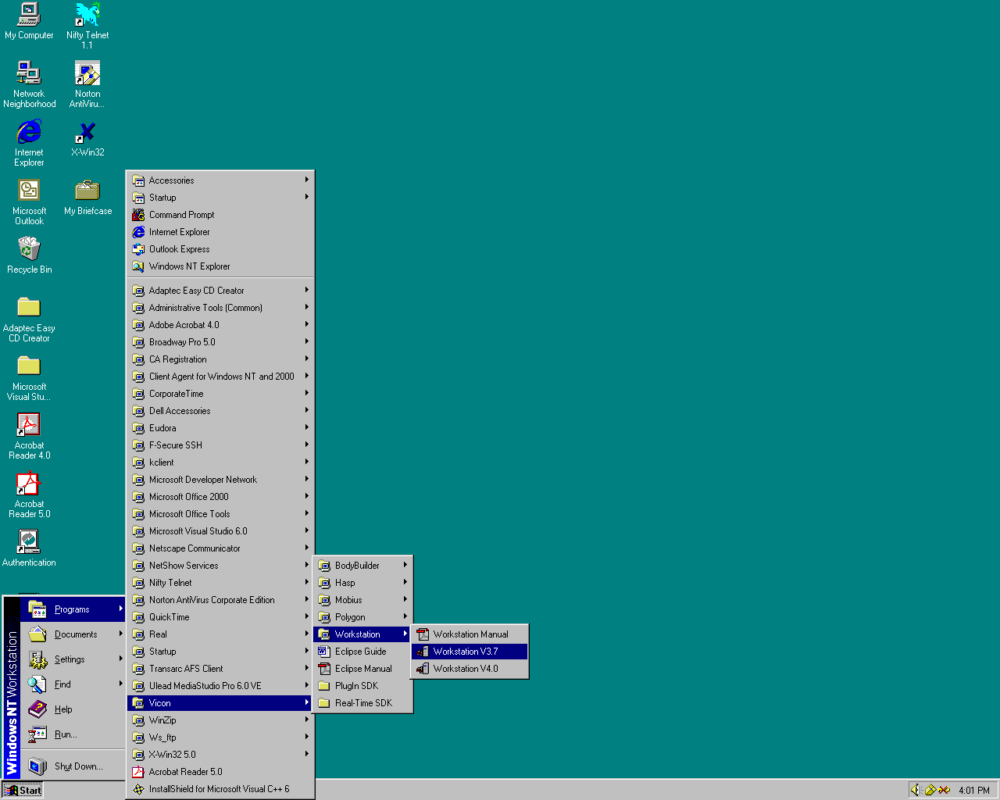 My Computer
Nifty Telnet
1.1
Network
Neighborhood
Norton
AntiViru...
Internet
Explorer
X-Win32
Microsoft
Outlook
My Briefcase
Recycle Bin
Adaptec Easy
CD Creator
Microsoft
Visual Stu...
Acrobat
Reader 4.0
Acrobat
Reader 5.0
Authentication
Windows NT Workstation
Programs
Documents
Settings
Find
Help
Run...
Shut Down...
Accessories
Startup
Command Prompt
Internet Explorer
Outlook Express
Windows NT Explorer
Adaptec Easy CD Creator
Administrative Tools (Common)
Adobe Acrobat 4.0
Broadway Pro 5.0
CA Registration
Client Agent for Windows NT and 2000
CorporateTime
Dell Accessories
Eudora
F-Secure SSH
kclient
Microsoft Developer Network
Microsoft Office 2000
Microsoft Office Tools
Microsoft Visual Studio 6.0
Netscape Communicator
NetShow Services
Nifty Telnet
Norton AntiVirus Corporate Edition
QuickTime
Real
Startup
Transarc AFS Client
Ulead MediaStudio Pro 6.0 VE
Vicon
WinZip
Ws_ftp
X-Win32 5.0
Acrobat Reader 5.0
InstallShield for Microsoft Visual C++ 6
BodyBuilder
Hasp
Mobius
Polygon
Workstation
Eclipse Guide
Eclipse Manual
PlugIn SDK
Real-Time SDK
Workstation Manual
Workstation V3.7
Workstation V4.0
Start
4:01 PM